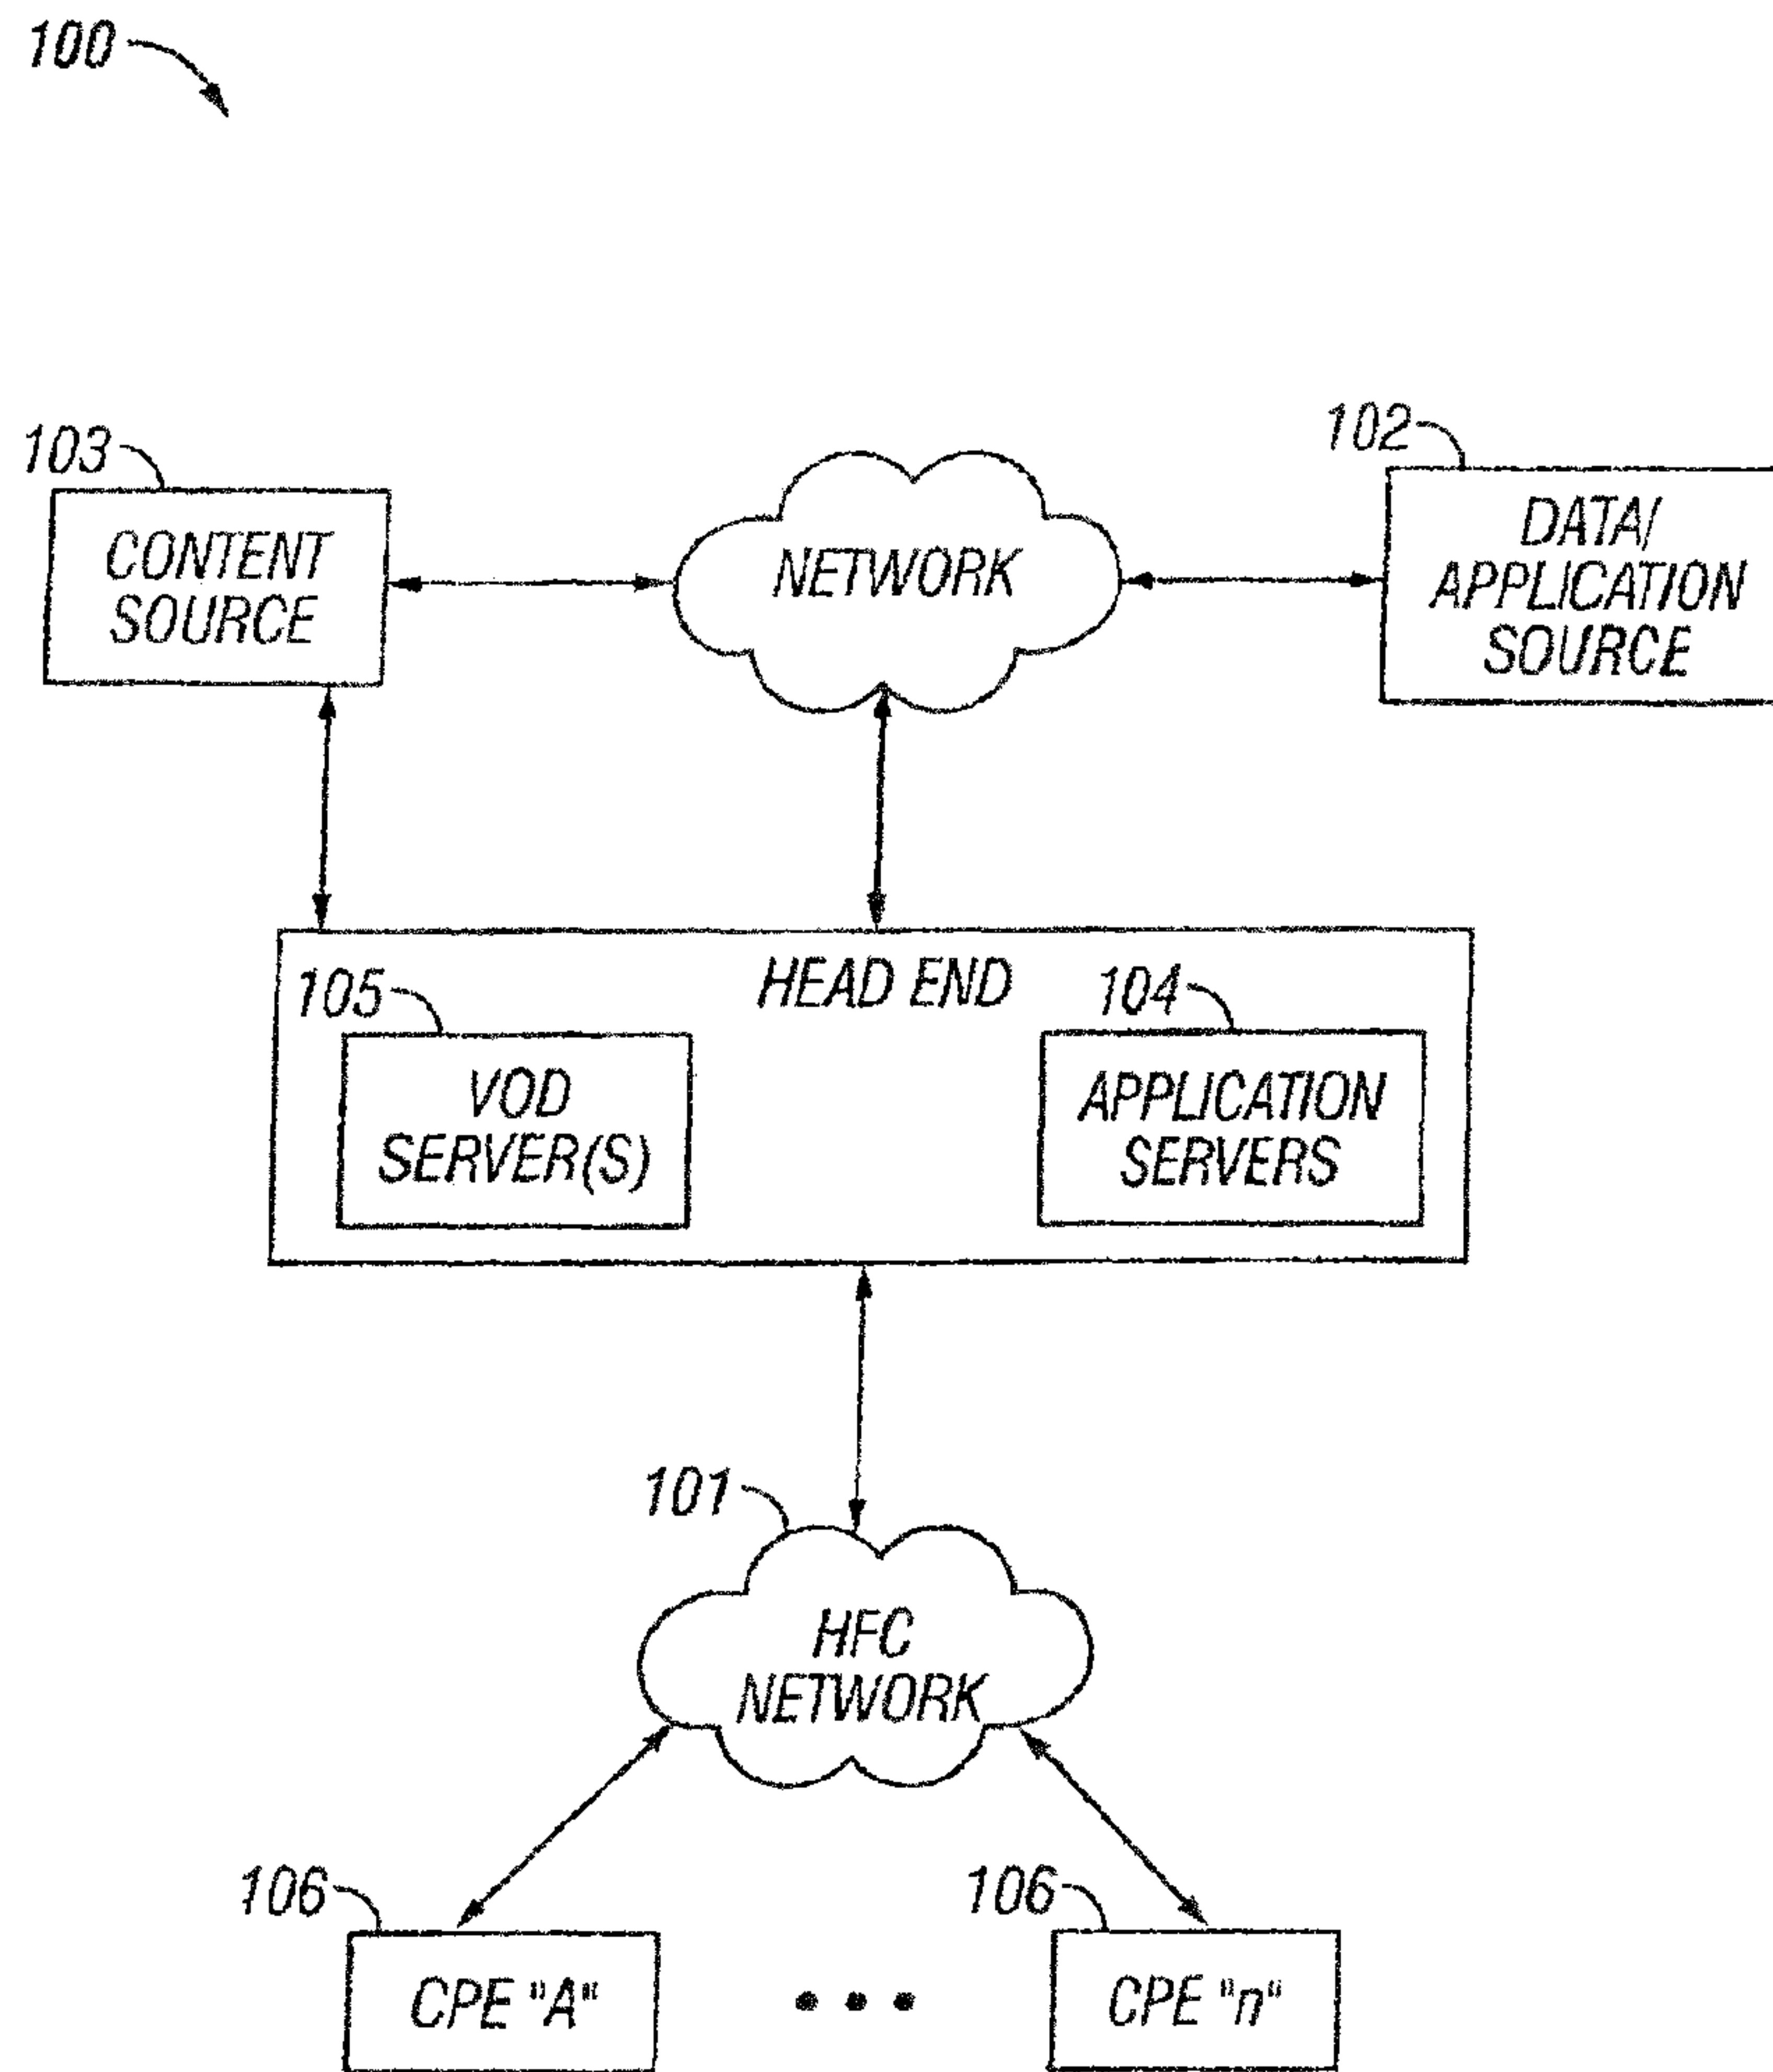 100
103
CONTENT
SOURCE
NETWORK
102
DATA/
APPLICATION
SOURCE
HEAD END
105
VOD
SERVER(S)
104
APPLICATION
SERVERS
101
HFC
NETWORK
106
CPE "A"
• • •
106
CPE "n"